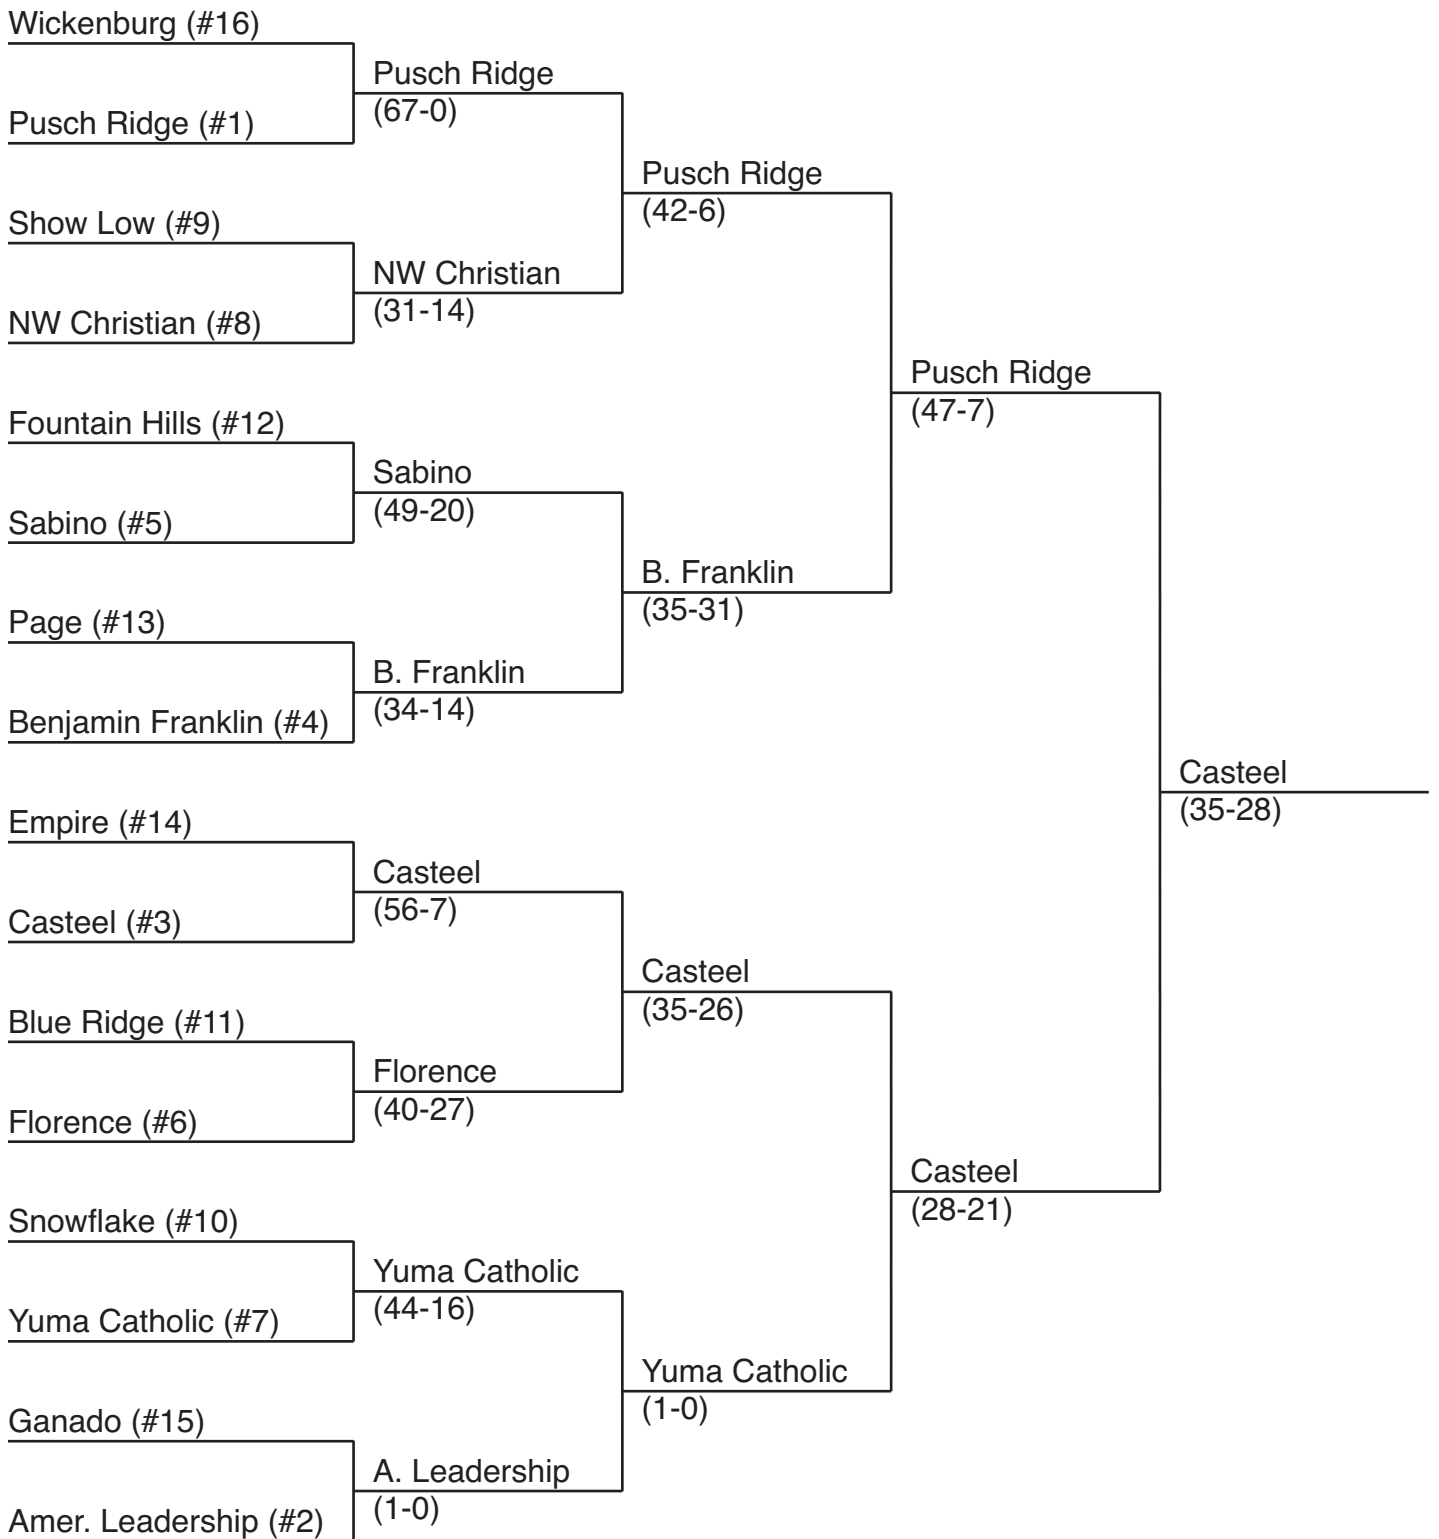 Wickenburg (#16)
Pusch Ridge (#1)
Show Low (#9)
NW Christian (#8)
Fountain Hills (#12)
Sabino (#5)
Page (#13)
Benjamin Franklin (#4)
Empire (#14)
Casteel (#3)
Blue Ridge (#11)
Florence (#6)
Snowflake (#10)
Yuma Catholic (#7)
Ganado (#15)
Amer. Leadership (#2)
Pusch Ridge
(67-0)
NW Christian
(31-14)
Sabino
(49-20)
B. Franklin
(34-14)
Casteel
(56-7)
Florence
(40-27)
Yuma Catholic
(44-16)
A. Leadership
(1-0)
Pusch Ridge
(42-6)
B. Franklin
(35-31)
Casteel
(35-26)
Yuma Catholic
(1-0)
Pusch Ridge
(47-7)
Casteel
(28-21)
Casteel
(35-28)